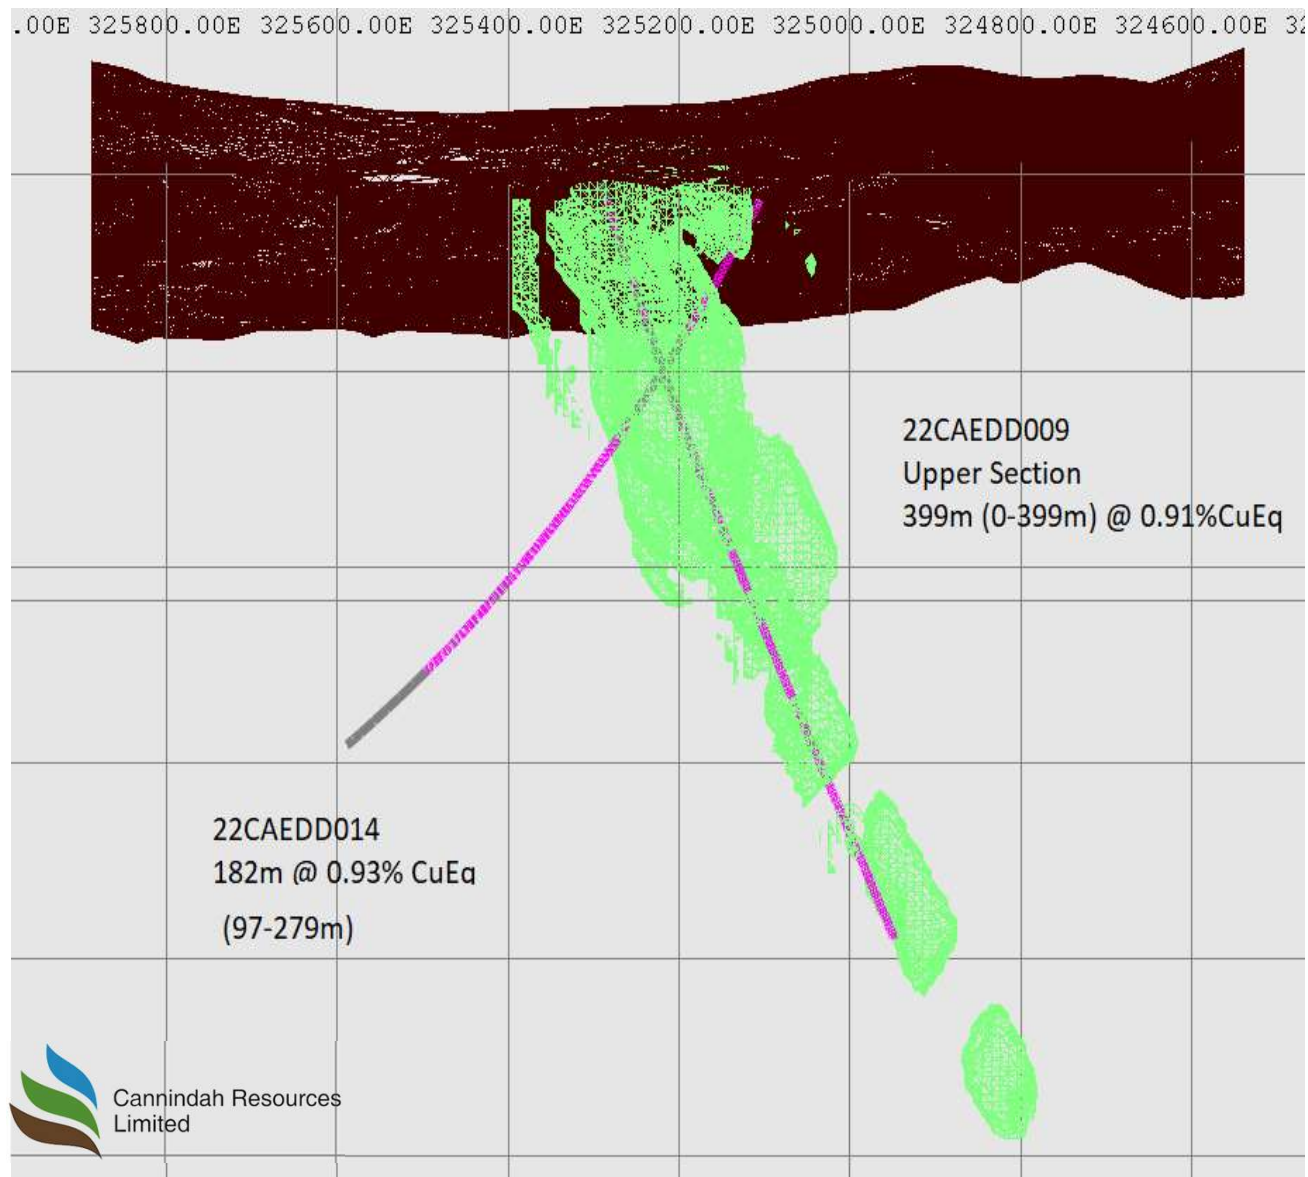 .00E 325800.00E 325600.00E 325400.00E 325200.00E 325000.00E 324800.00E 324600.00E 32
22CAEDD009
Upper Section
399m (0-399m) @ 0.91%CuEq
22CAEDD014
182m @ 0.93% CuEq
(97-279m)
Cannindah Resources
Limited